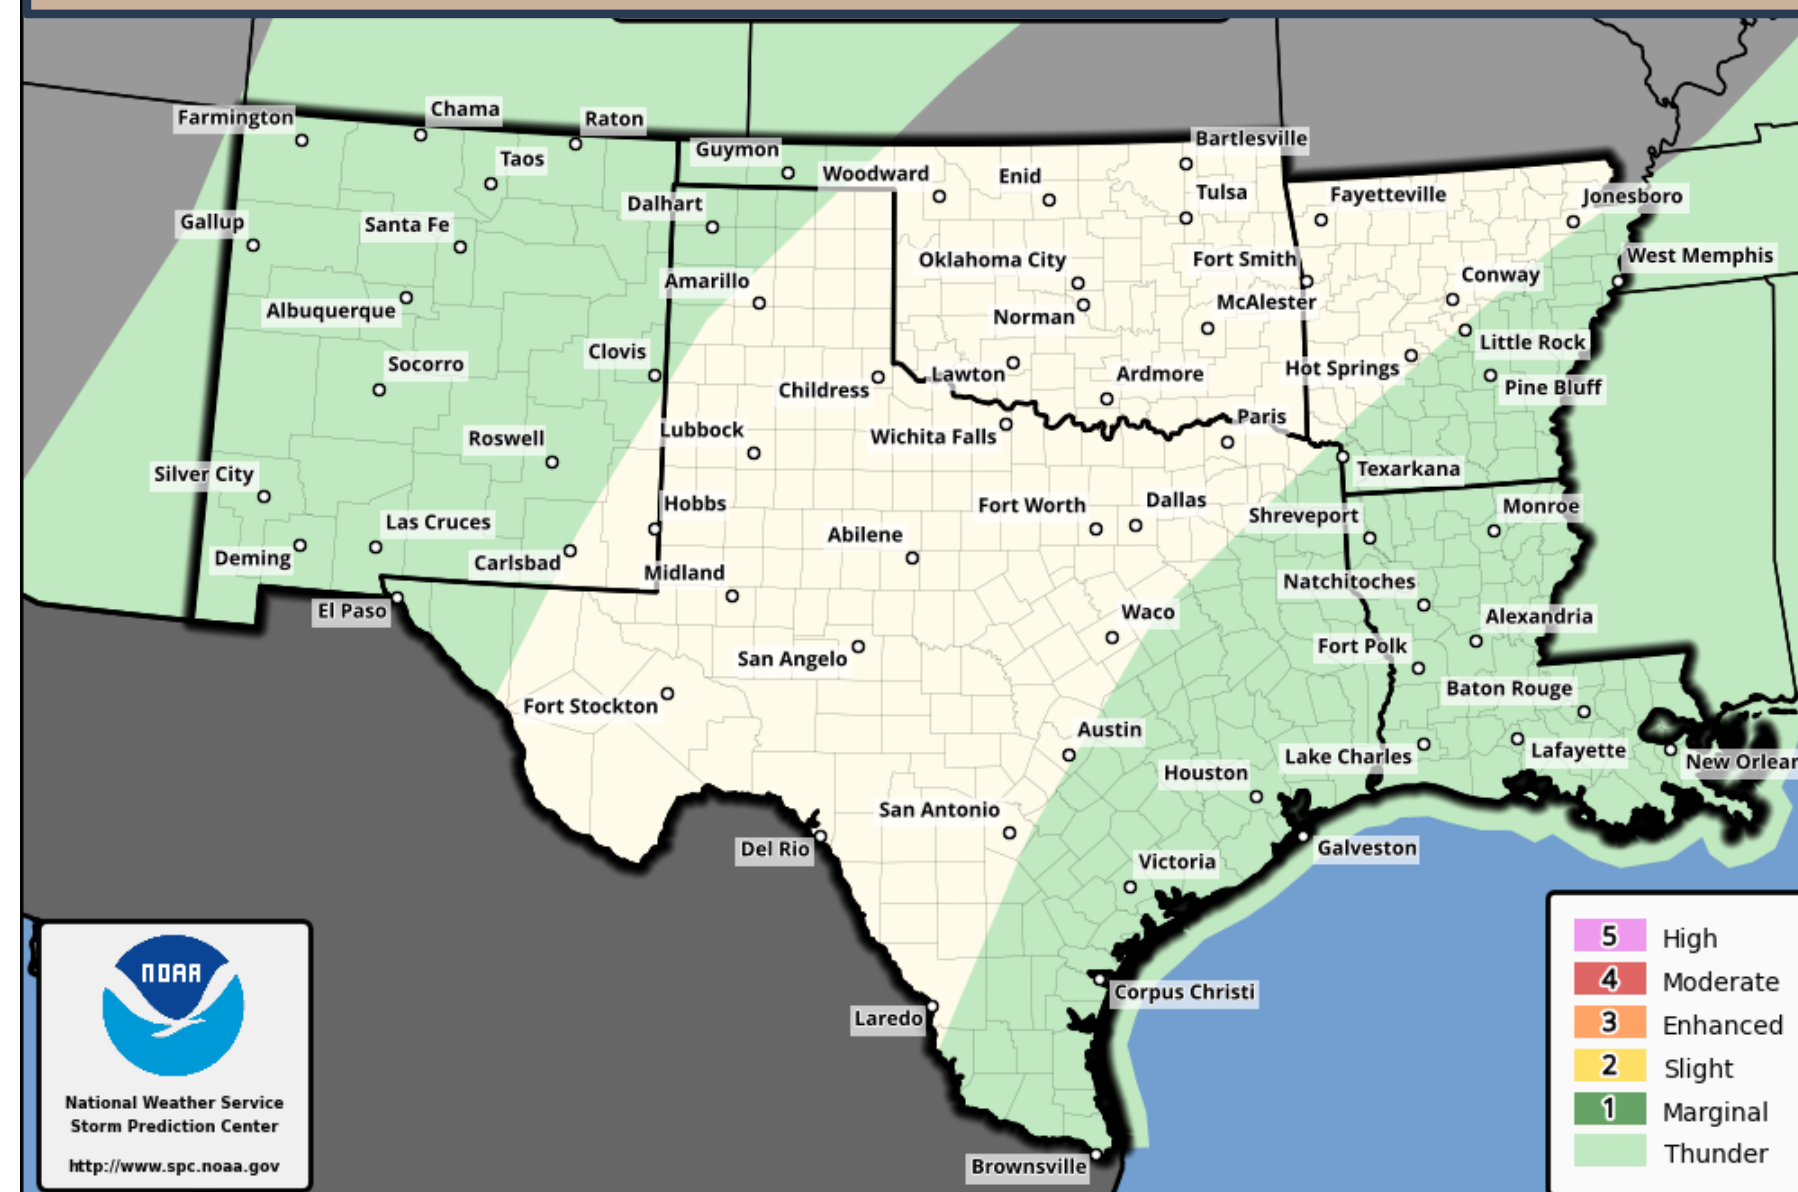 Farmington
Chama
Raton
Taos
Guymon
Woodward
Enid
Bartlesville
Tulsa
Fayetteville
Jonesboro
Gallup
Santa Fe
Dalhart
Oklahoma City
Fort Smith
West Memphis
Amarillo
Conway
Albuquerque
Norman
McAlester
Little Rock
Socorro
Clovis
Childress
Lawton
Ardmore
Hot Springs
Pine Bluff
Roswell
Lubbock
Wichita Falls
Paris
Texarkana
Silver City
Hobbs
Fort Worth
Dallas
Shreveport
Monroe
Las Cruces
Abilene
Deming
Carlsbad
Midland
Natchitoches
El Paso
Waco
Alexandria
San Angelo
Fort Polk
Fort Stockton
Baton Rouge
Austin
Houston
Lake Charles
Lafayette
New Orlean
San Antonio
Del Rio
Victoria
Galveston
Laredo
Corpus Christi
Brownsville
NOAA
National Weather Service
Storm Prediction Center
http://www.spc.noaa.gov
5 High
4 Moderate
3 Enhanced
2 Slight
1 Marginal
Thunder